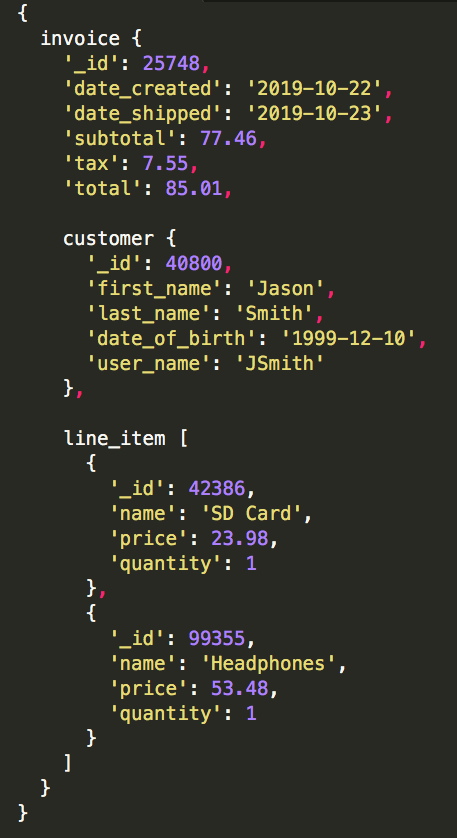 {
  invoice {
    '_id': 25748,
    'date_created': '2019-10-22',
    'date_shipped': '2019-10-23',
    'subtotal': 77.46,
    'tax': 7.55,
    'total': 85.01,

    customer {
      '_id': 40800,
      'first_name': 'Jason',
      'last_name': 'Smith',
      'date_of_birth': '1999-12-10',
      'user_name': 'JSmith'
    },

    line_item [
      {
        '_id': 42386,
        'name': 'SD Card',
        'price': 23.98,
        'quantity': 1
      },
      {
        '_id': 99355,
        'name': 'Headphones',
        'price': 53.48,
        'quantity': 1
      }
    ]
  }
}